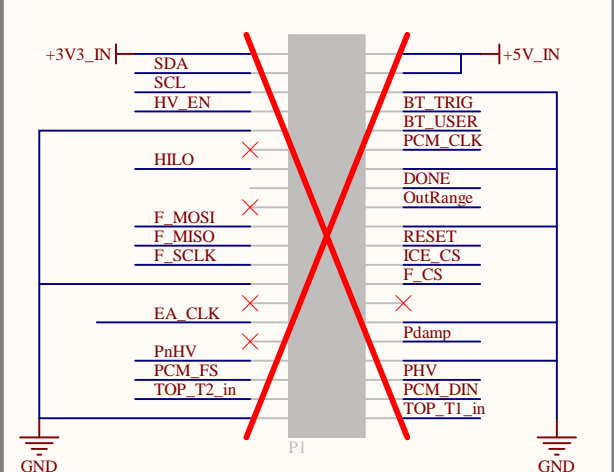 +3V3_IN
+5V_IN
SDA
SCL
HV_EN
BT_TRIG
BT_USER
PCM_CLK
HILO
DONE
OutRange
F_MOSI
F_MISO
RESET
F_SCLK
ICE_CS
F_CS
EA_CLK
Pdamp
PnHV
PCM_FS
PHV
TOP_T2_in
PCM_DIN
TOP_T1_in
P1
GND
GND